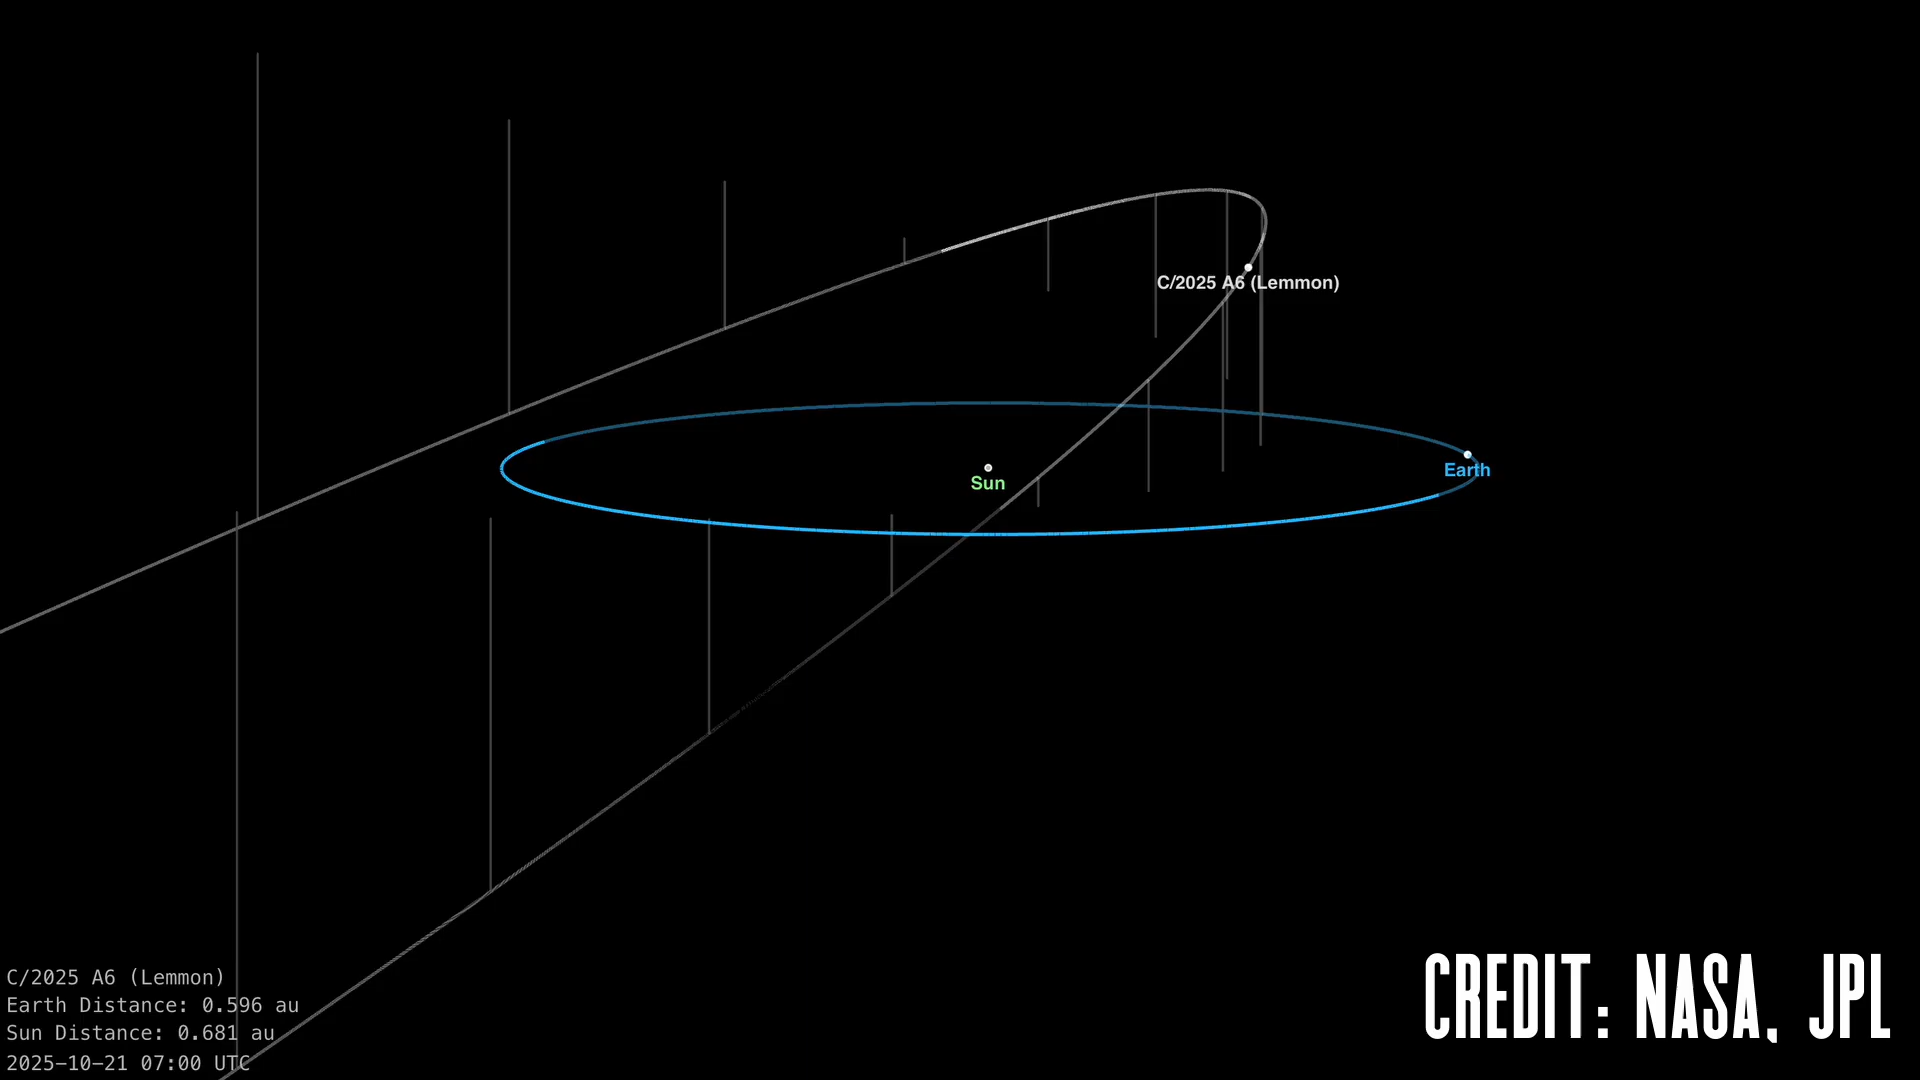 C/2025 A6 (Lemmon)
Sun
Earth
C/2025 A6 (Lemmon)
Earth Distance: 0.596 au
Sun Distance: 0.681 au
2025-10-21 07:00 UTC
CREDIT: NASA, JPL